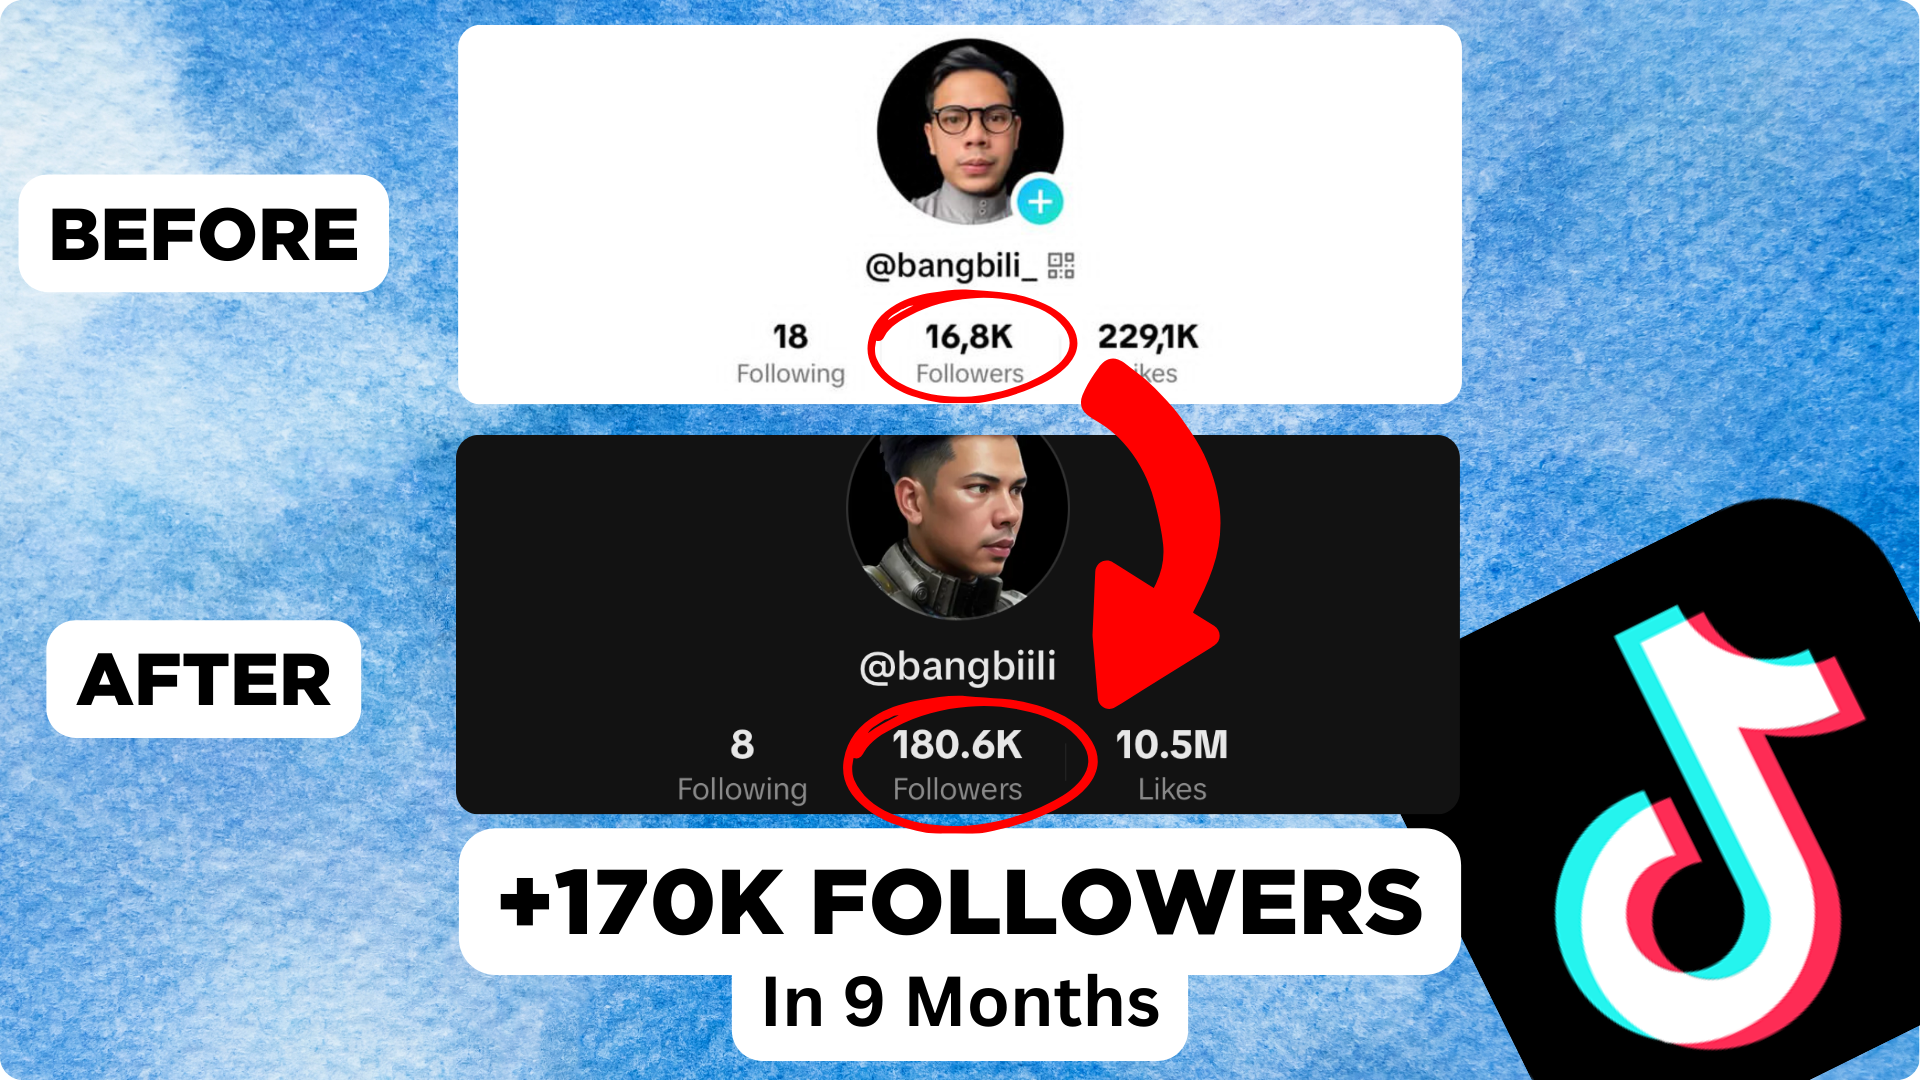 BEFORE
@bangbili_
18 16,8K 229,1K
Following Followers ikes
AFTER
@bangbiili
8 180.6K 10.5M
Following Followers Likes
+170K FOLLOWERS
In 9 Months